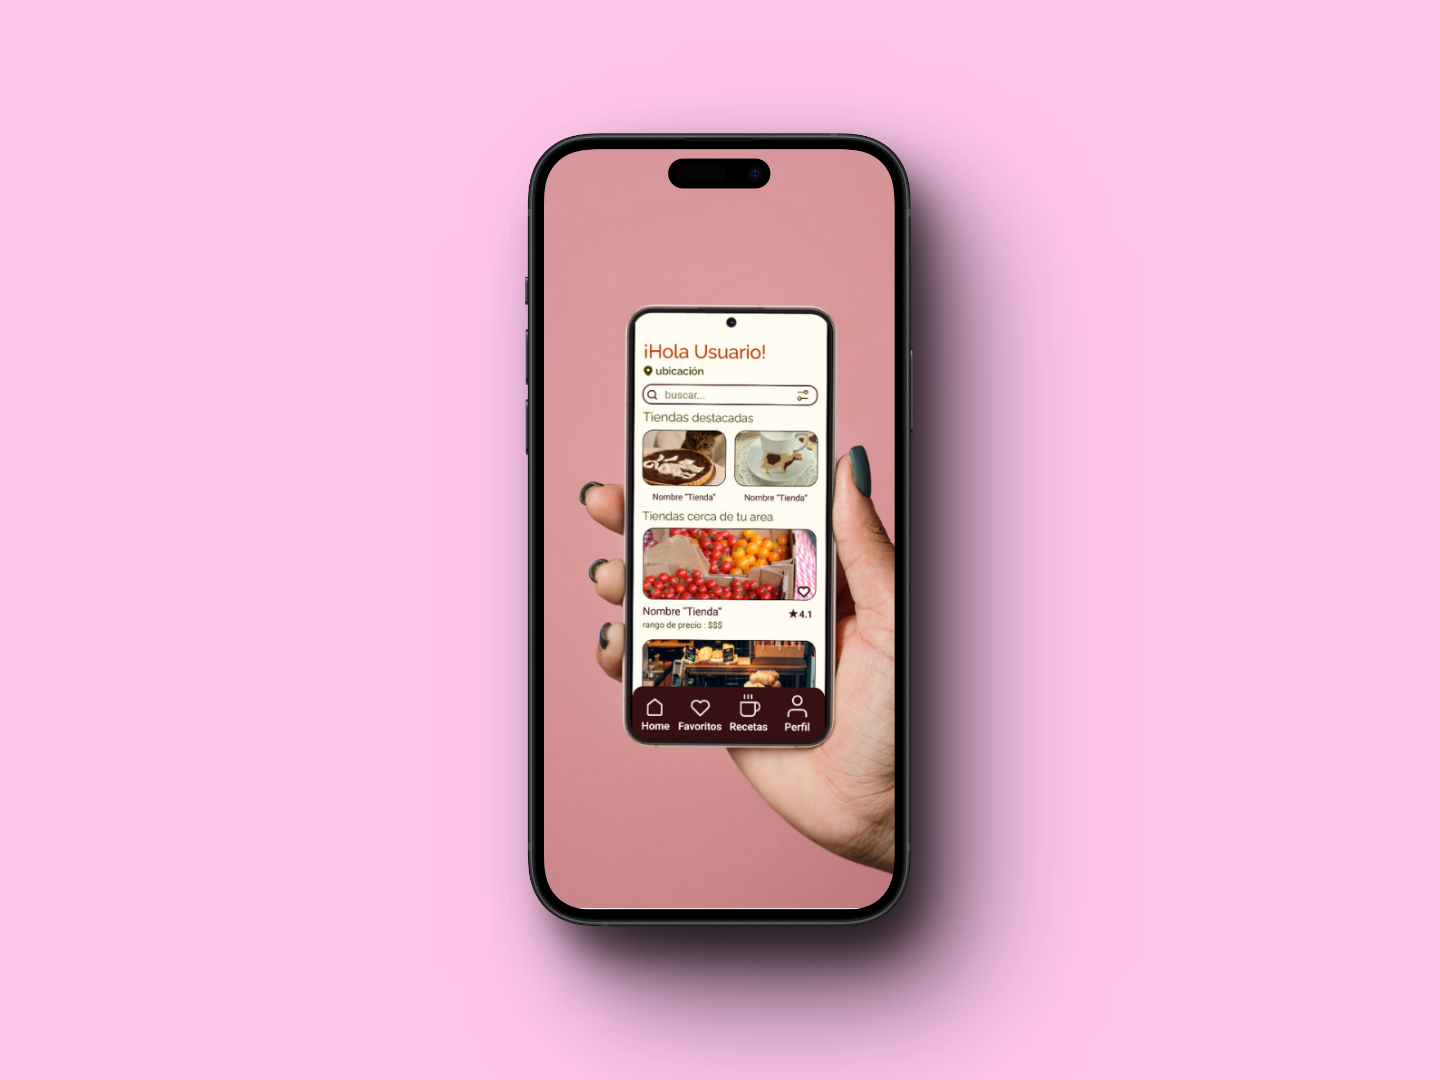 ¡Hola Usuario!
ubicación
buscar...
Tiendas destacadas
Nombre "Tienda" Nombre "Tienda"
Tiendas cerca de tu area
Nombre "Tienda" ★4.1
rango de precio : $$$
Home Favoritos Recetas Perfil